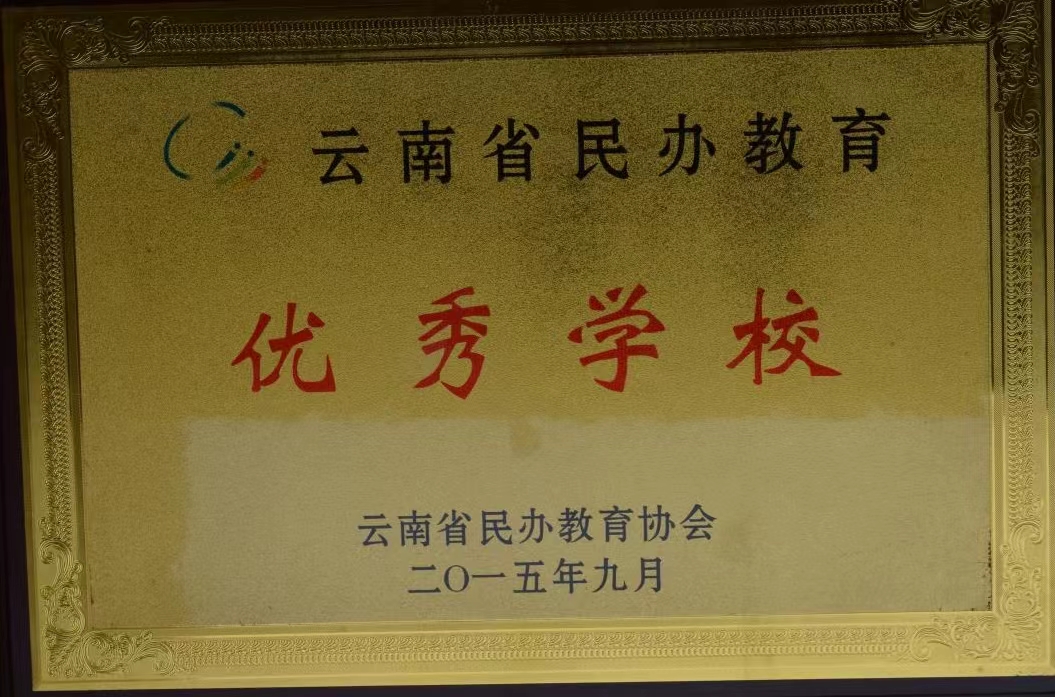 云南省民办教育
优秀学校
云南省民办教育协会
二〇一五年九月